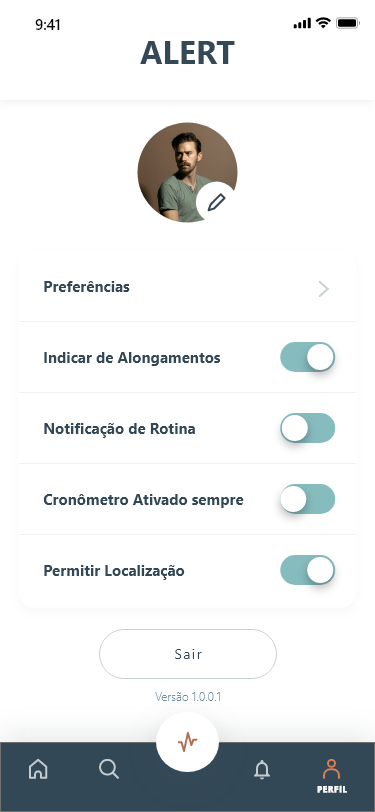 9:41
ALERT
Preferências
Indicar de Alongamentos
Notificação de Rotina
Cronômetro Ativado sempre
Permitir Localização
Sair
Versão 1.0.0.1
PERFIL